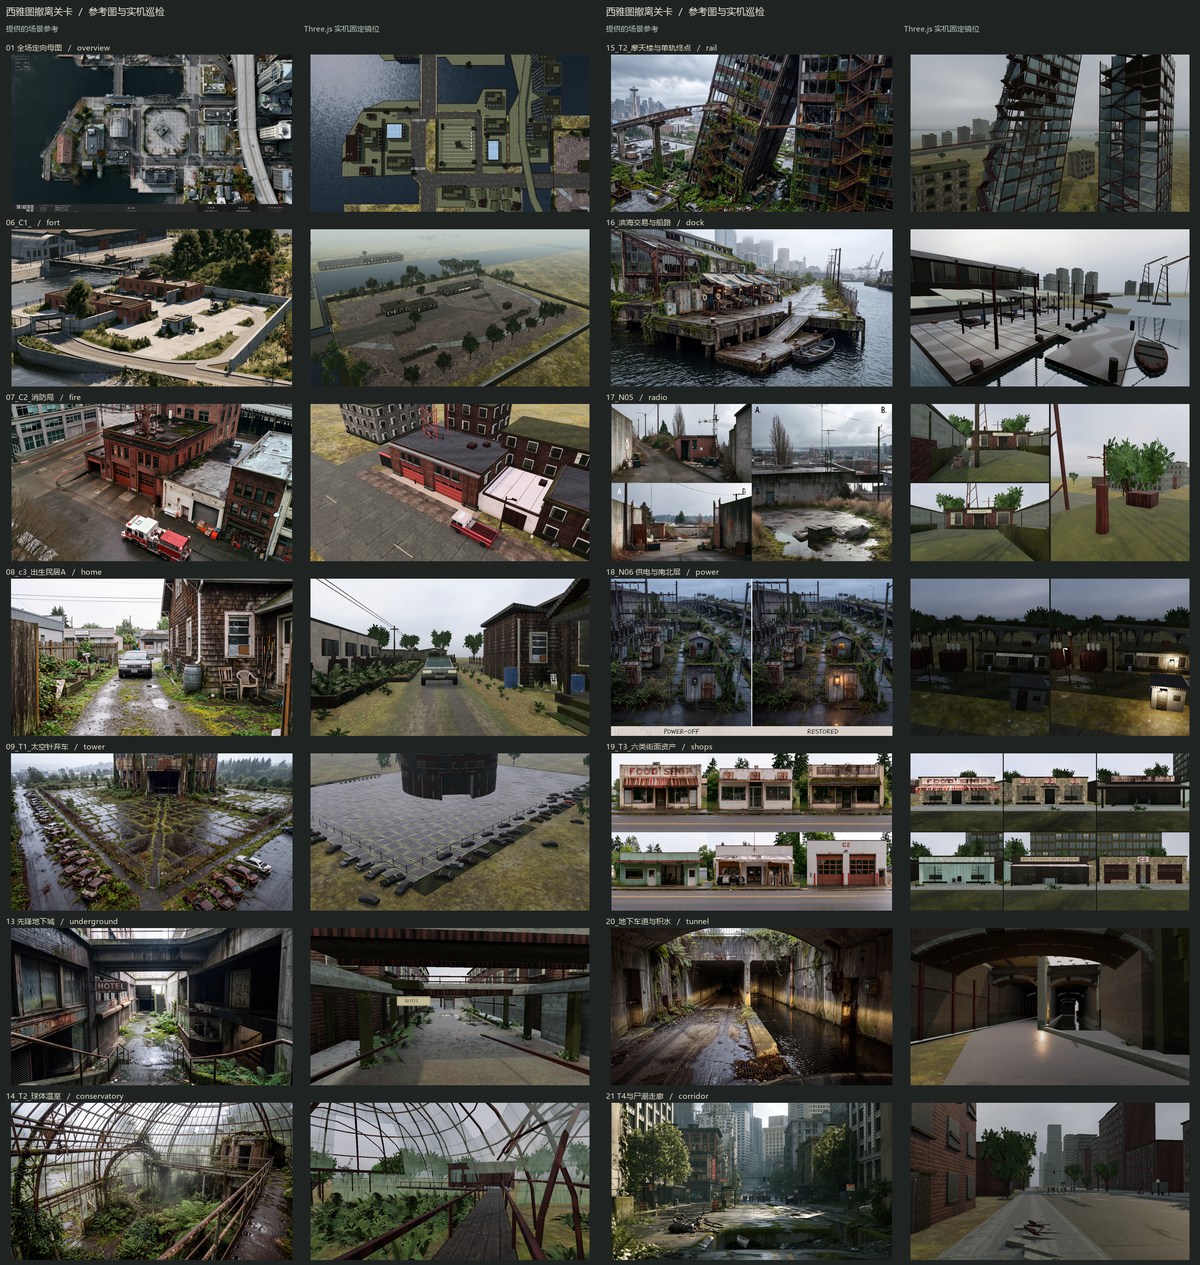 西雅图撤离关卡 / 参考图与实机巡检
提供的场景参考
Three.js 实机固定镜位
01 全场定向母图 / overview
06_C1_ / fort
07_C2_消防局 / fire
08_c3_出生民居A / home
09_T1_太空针弃车 / tower
13 先锋地下城 / underground
HOTEL
HOTEL
14_T2_球体温室 / conservatory
西雅图撤离关卡 / 参考图与实机巡检
提供的场景参考
Three.js 实机固定镜位
15_T2_摩天楼与单轨终点 / rail
16_滨海交易与船路 / dock
17_N05 / radio
A.
B.
A
B
18_N06 供电与南北层 / power
POWER-OFF
RESTORED
19_T3_六类街面资产 / shops
FOOD SHOP
FOOD SHOP
C2
C2
20_地下车道与积水 / tunnel
21 T4与尸潮走廊 / corridor